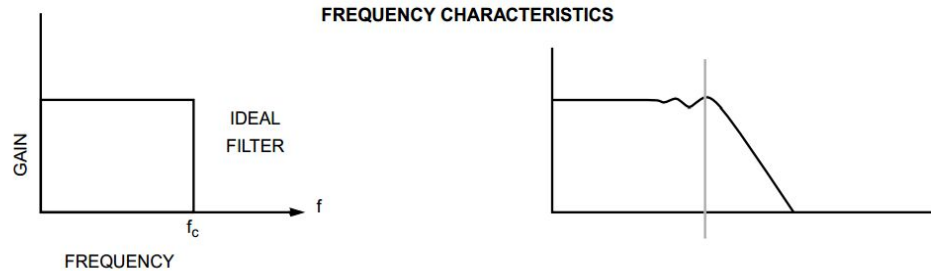 FREQUENCY CHARACTERISTICS
GAIN
IDEAL
FILTER
f
fc
FREQUENCY